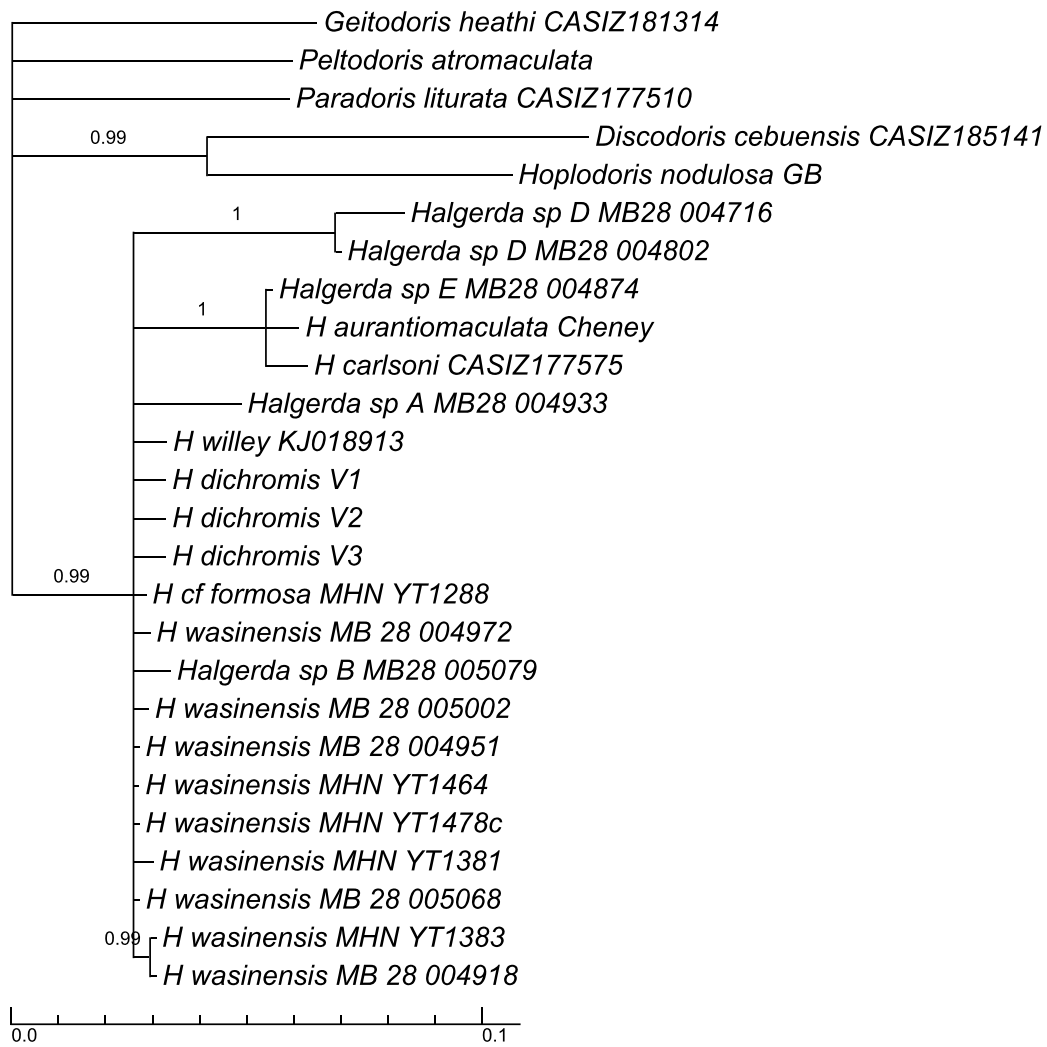 Geitodoris heathi CASIZ181314
Peltodoris atromaculata
Paradoris liturata CASIZ177510
0.99
Discodoris cebuensis CASIZ185141
Hoplodoris nodulosa GB
1
Halgerda sp D MB28 004716
Halgerda sp D MB28 004802
Halgerda sp E MB28 004874
1
H aurantiomaculata Cheney
H carlsoni CASIZ177575
Halgerda sp A MB28 004933
H willey KJ018913
H dichromis V1
H dichromis V2
H dichromis V3
0.99
H cf formosa MHN YT1288
H wasinensis MB 28 004972
Halgerda sp B MB28 005079
H wasinensis MB 28 005002
H wasinensis MB 28 004951
H wasinensis MHN YT1464
H wasinensis MHN YT1478c
H wasinensis MHN YT1381
H wasinensis MB 28 005068
0.99
H wasinensis MHN YT1383
H wasinensis MB 28 004918
0.0 0.1